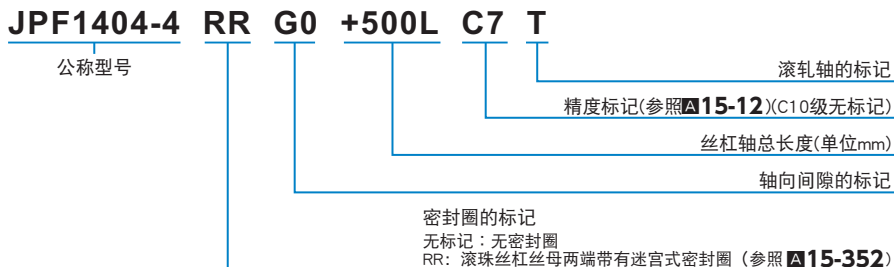 JPF1404-4 RR G0 +500L C7 T
公称型号
滚轧轴的标记
精度标记(参照A15-12)(C10级无标记)
丝杠轴总长度(单位mm)
轴向间隙的标记
密封圈的标记
无标记：无密封圈
RR：滚珠丝杠丝母两端带有迷宫式密封圈（参照 A15-352）